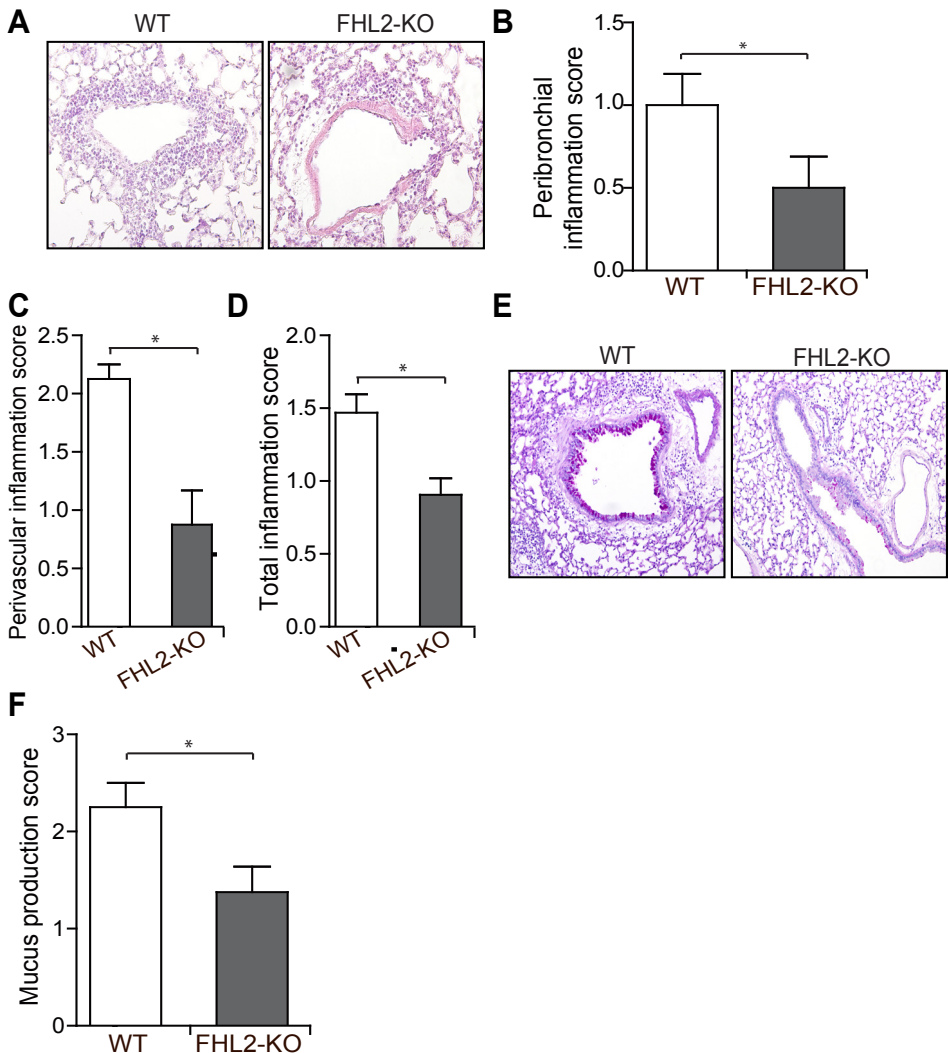 A
WT
FHL2-KO
B
Peribronchial
inflammation score
1.5
1.0
0.5
0.0
*
WT
FHL2-KO
C
Perivascular inflammation score
2.5
2.0
1.5
1.0
0.5
0.0
*
WT
FHL2-KO
D
Total inflammation score
2.0
1.5
1.0
0.5
0.0
*
WT
FHL2-KO
E
WT
FHL2-KO
F
Mucus production score
3
2
1
0
*
WT
FHL2-KO